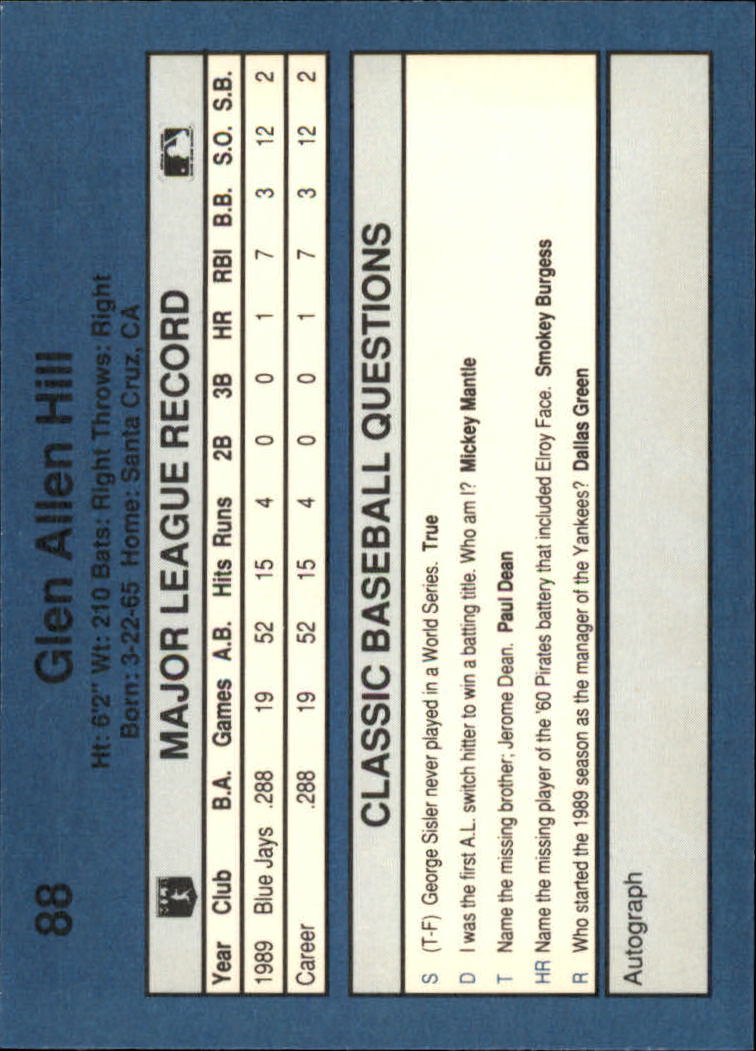 88
Glen Allen Hill
Ht: 6'2" Wt: 210 Bats: Right Throws: Right
Born: 3-22-65 Home: Santa Cruz, CA
MAJOR LEAGUE RECORD
Year Club B.A. Games A.B. Hits Runs 2B 3B HR RBI B.B. S.O. S.B.
1989 Blue Jays .288 19 52 15 4 0 0 1 7 3 12 2
Career .288 19 52 15 4 0 0 1 7 3 12 2
CLASSIC BASEBALL QUESTIONS
S (T-F) George Sisler never played in a World Series. True
D I was the first A.L. switch hitter to win a batting title. Who am I? Mickey Mantle
T Name the missing brother; Jerome Dean. Paul Dean
HR Name the missing player of the '60 Pirates battery that included Elroy Face. Smokey Burgess
R Who started the 1989 season as the manager of the Yankees? Dallas Green
Autograph